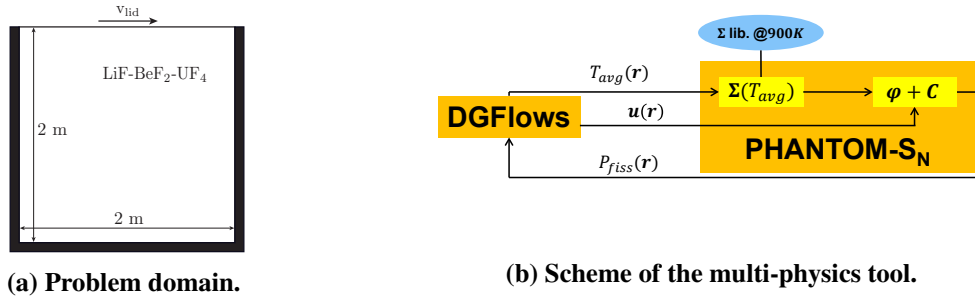 v_lid
LiF-BeF₂-UF₄
2 m
2 m
(a) Problem domain.
Σ lib. @900K
T_avg(r)
Σ(T_avg)
φ + C
DGFlows
u(r)
PHANTOM-S_N
P_fiss(r)
(b) Scheme of the multi-physics tool.